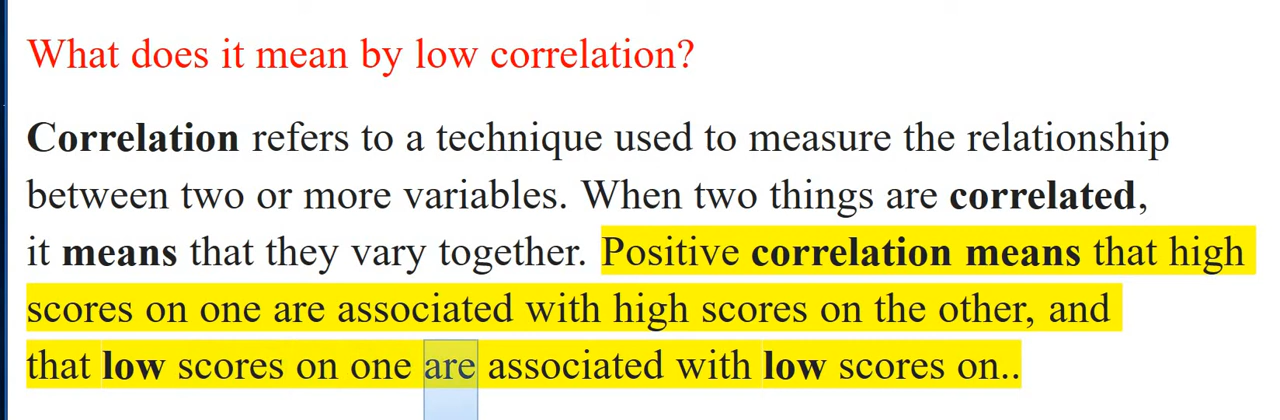 What does it mean by low correlation?
Correlation refers to a technique used to measure the relationship
between two or more variables. When two things are correlated,
it means that they vary together. Positive correlation means that high
scores on one are associated with high scores on the other, and
that low scores on one are associated with low scores on..